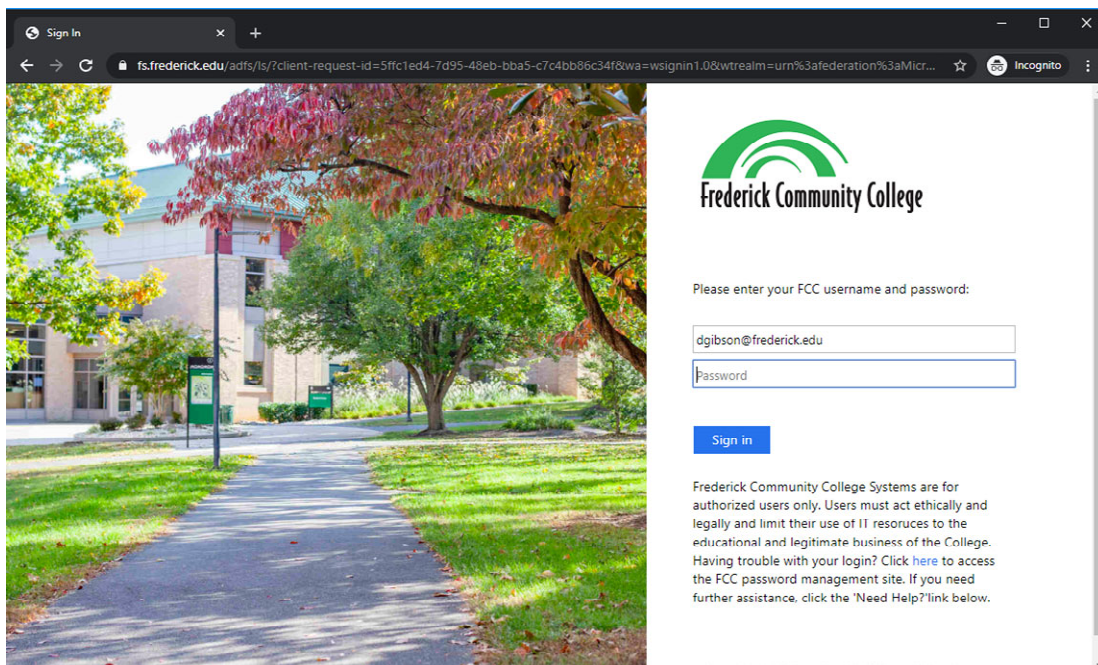 Sign In
fs.frederick.edu/adfs/ls/?client-request-id=5ffc1ed4-7d95-48eb-bba5-c7c4bb86c34f&wa=wsignin1.0&wtrealm=urn%3afederation%3aMicr...
Incognito
Frederick Community College
Please enter your FCC username and password:
dgibson@frederick.edu
Password
Sign in
Frederick Community College Systems are for
authorized users only. Users must act ethically and
legally and limit their use of IT resoruces to the
educational and legitimate business of the College.
Having trouble with your login? Click here to access
the FCC password management site. If you need
further assistance, click the 'Need Help?'link below.